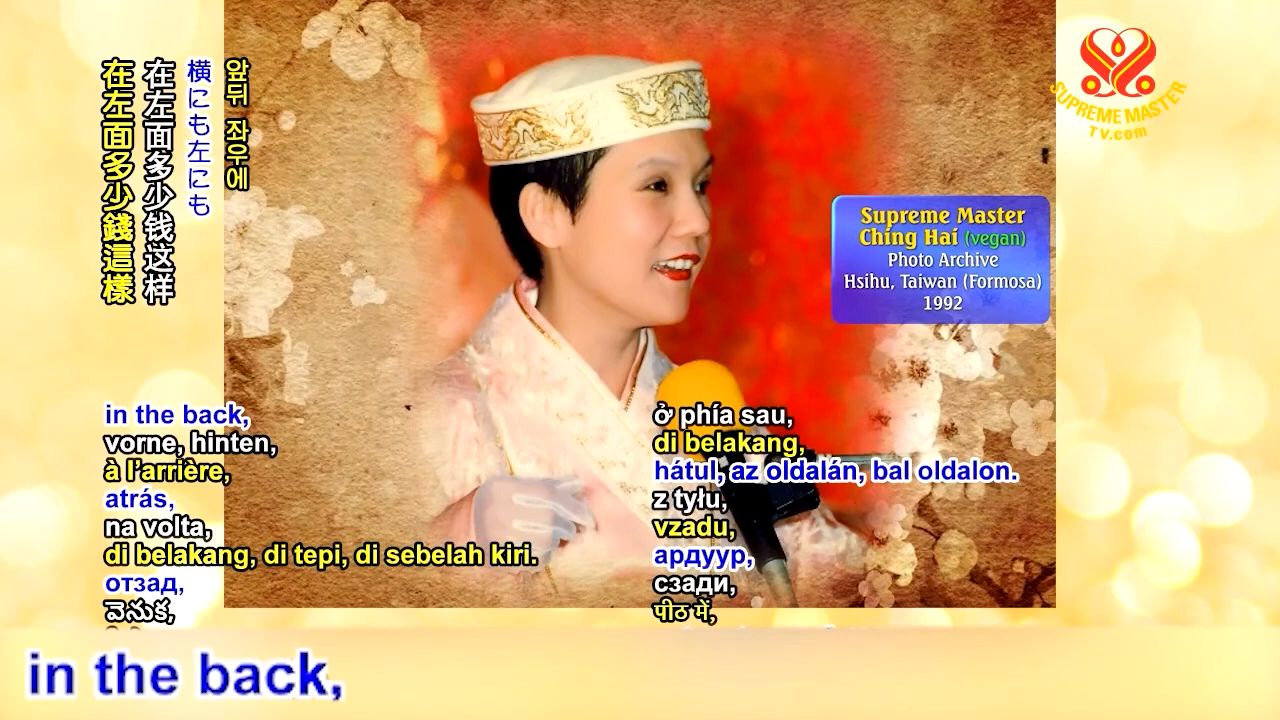 在左面多少錢這樣
在左面多少钱这样
横にも左にも
앞뒤 좌우에
SUPREME MASTER
TV.com
Supreme Master
Ching Hai (vegan)
Photo Archive
Hsihu, Taiwan (Formosa)
1992
in the back,
vorne, hinten,
à l'arrière,
atrás,
na volta,
di belakang, di tepi, di sebelah kiri.
отзад,
వెనుక,
ở phía sau,
di belakang,
hátul, az oldalán, bal oldalon.
z tyłu,
vzadu,
ардуур,
сзади,
पीठ में,
in the back,